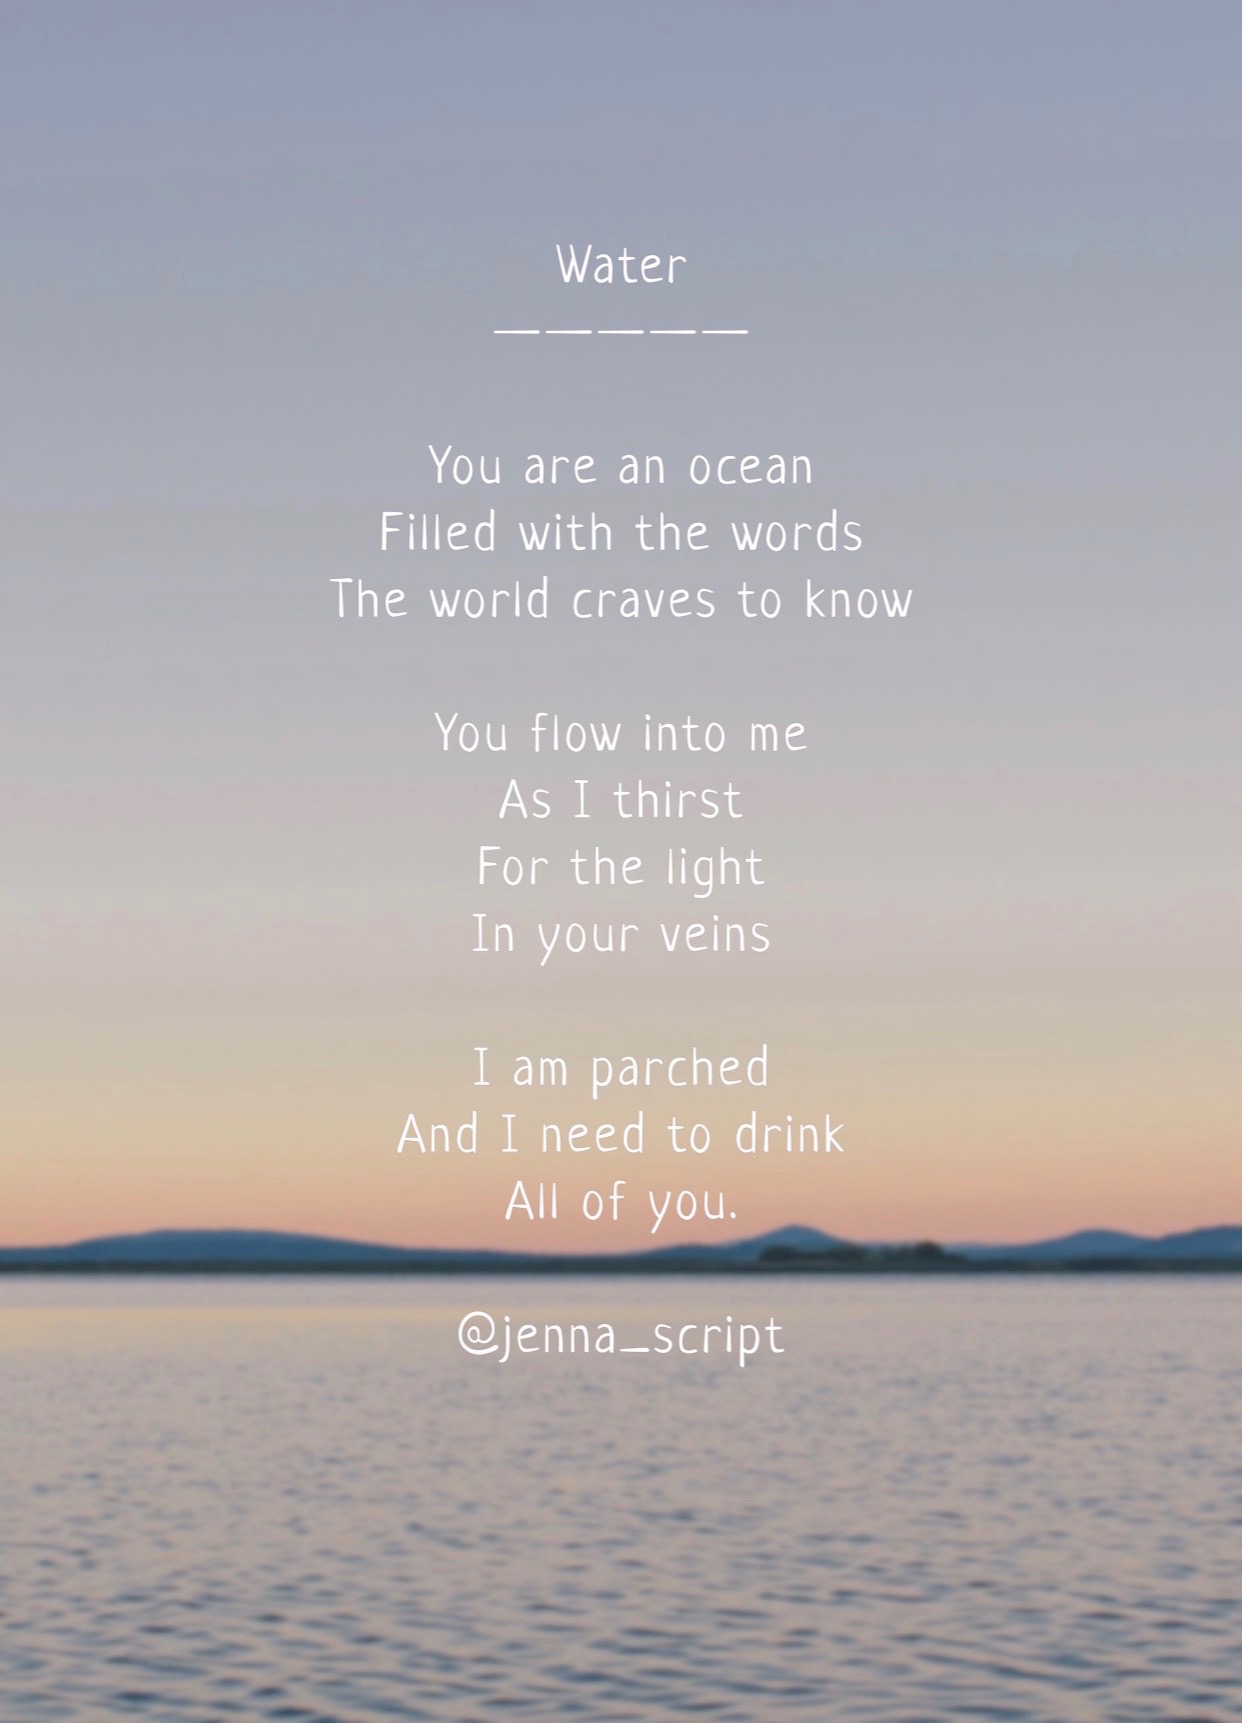 Water
—————
You are an ocean
Filled with the words
The world craves to know
You flow into me
As I thirst
For the light
In your veins
I am parched
And I need to drink
All of you.
@jenna_script